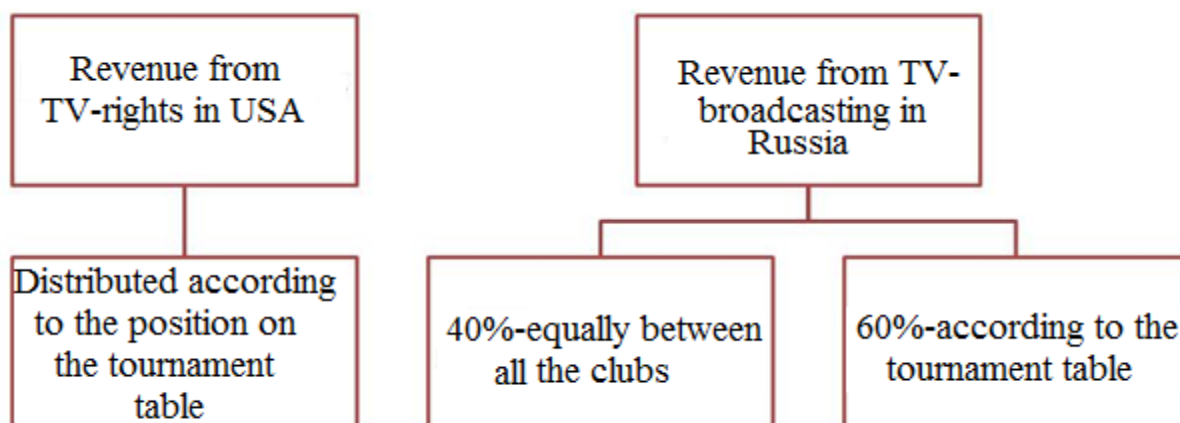 Revenue from
TV-rights in USA
Revenue from TV-
broadcasting in
Russia
Distributed according
to the position on
the tournament
table
40%-equally between
all the clubs
60%-according to the
tournament table